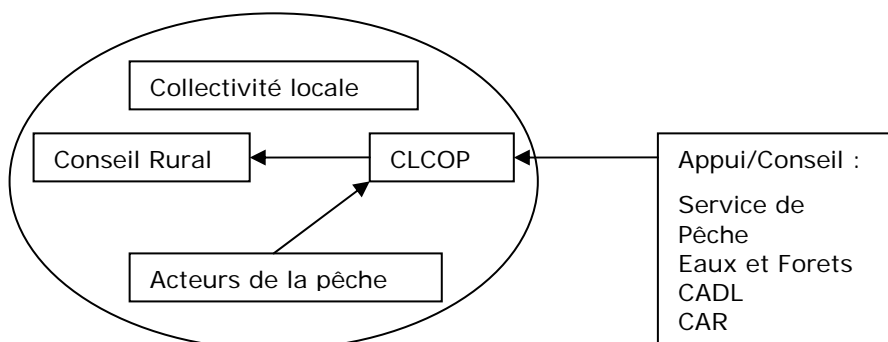 Collectivité locale
Conseil Rural
CLCOP
Acteurs de la pêche
Appui/Conseil :
Service de
Pêche
Eaux et Forets
CADL
CAR